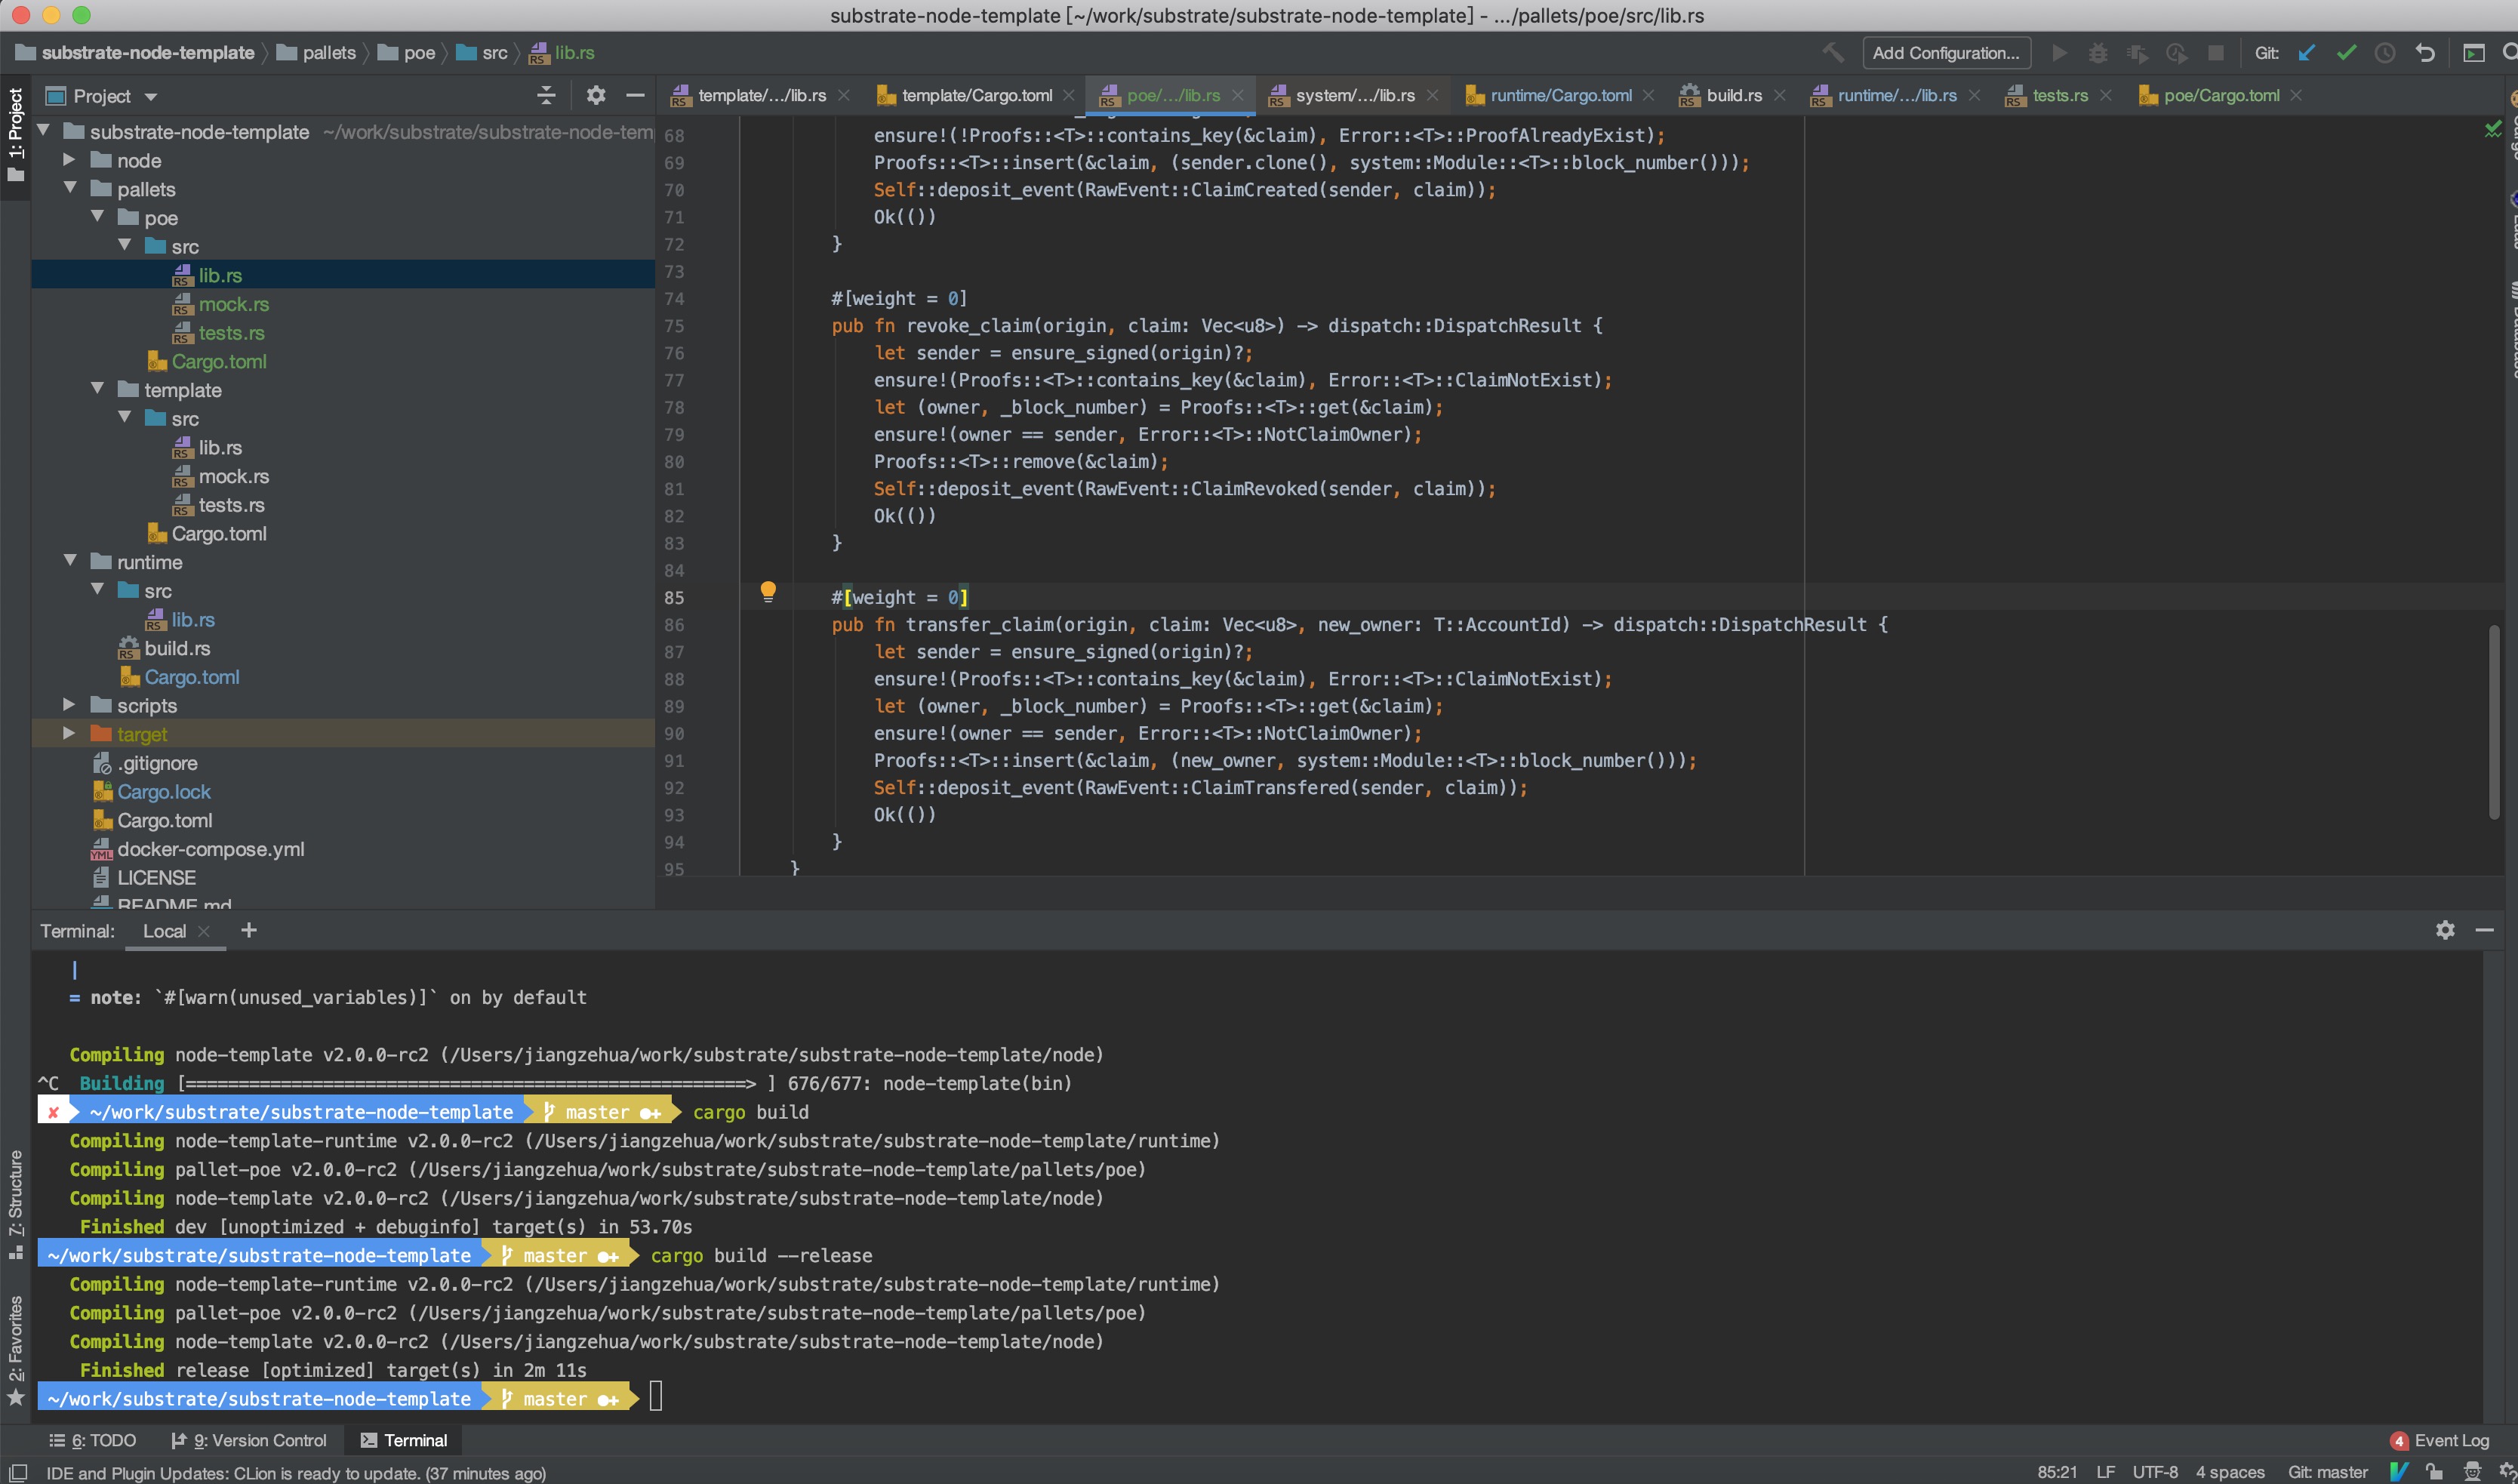 substrate-node-template [~/work/substrate/substrate-node-template] - .../pallets/poe/src/lib.rs
substrate-node-template pallets poe src lib.rs
Add Configuration... Git:
1: Project
Project
template/.../lib.rs template/Cargo.toml poe/.../lib.rs system/.../lib.rs runtime/Cargo.toml build.rs runtime/.../lib.rs tests.rs poe/Cargo.toml
substrate-node-template ~/work/substrate/substrate-node-tem
node
pallets
poe
src
lib.rs
mock.rs
tests.rs
Cargo.toml
template
src
lib.rs
mock.rs
tests.rs
Cargo.toml
runtime
src
lib.rs
build.rs
Cargo.toml
scripts
target
.gitignore
Cargo.lock
Cargo.toml
docker-compose.yml
LICENSE
README.md
68 ensure!(!Proofs::<T>::contains_key(&claim), Error::<T>::ProofAlreadyExist);
69 Proofs::<T>::insert(&claim, (sender.clone(), system::Module::<T>::block_number()));
70 Self::deposit_event(RawEvent::ClaimCreated(sender, claim));
71 Ok(())
72 }
73
74 #[weight = 0]
75 pub fn revoke_claim(origin, claim: Vec<u8>) -> dispatch::DispatchResult {
76 let sender = ensure_signed(origin)?;
77 ensure!(Proofs::<T>::contains_key(&claim), Error::<T>::ClaimNotExist);
78 let (owner, _block_number) = Proofs::<T>::get(&claim);
79 ensure!(owner == sender, Error::<T>::NotClaimOwner);
80 Proofs::<T>::remove(&claim);
81 Self::deposit_event(RawEvent::ClaimRevoked(sender, claim));
82 Ok(())
83 }
84
85 #[weight = 0]
86 pub fn transfer_claim(origin, claim: Vec<u8>, new_owner: T::AccountId) -> dispatch::DispatchResult {
87 let sender = ensure_signed(origin)?;
88 ensure!(Proofs::<T>::contains_key(&claim), Error::<T>::ClaimNotExist);
89 let (owner, _block_number) = Proofs::<T>::get(&claim);
90 ensure!(owner == sender, Error::<T>::NotClaimOwner);
91 Proofs::<T>::insert(&claim, (new_owner, system::Module::<T>::block_number()));
92 Self::deposit_event(RawEvent::ClaimTransfered(sender, claim));
93 Ok(())
94 }
95 }
Terminal: Local +
|
= note: `#[warn(unused_variables)]` on by default
Compiling node-template v2.0.0-rc2 (/Users/jiangzehua/work/substrate/substrate-node-template/node)
^C Building [=====================================================> ] 676/677: node-template(bin)
✘ ~/work/substrate/substrate-node-template master ●+ cargo build
Compiling node-template-runtime v2.0.0-rc2 (/Users/jiangzehua/work/substrate/substrate-node-template/runtime)
Compiling pallet-poe v2.0.0-rc2 (/Users/jiangzehua/work/substrate/substrate-node-template/pallets/poe)
Compiling node-template v2.0.0-rc2 (/Users/jiangzehua/work/substrate/substrate-node-template/node)
Finished dev [unoptimized + debuginfo] target(s) in 53.70s
~/work/substrate/substrate-node-template master ●+ cargo build --release
Compiling node-template-runtime v2.0.0-rc2 (/Users/jiangzehua/work/substrate/substrate-node-template/runtime)
Compiling pallet-poe v2.0.0-rc2 (/Users/jiangzehua/work/substrate/substrate-node-template/pallets/poe)
Compiling node-template v2.0.0-rc2 (/Users/jiangzehua/work/substrate/substrate-node-template/node)
Finished release [optimized] target(s) in 2m 11s
~/work/substrate/substrate-node-template master ●+
7: Structure
2: Favorites
6: TODO 9: Version Control Terminal
4 Event Log
IDE and Plugin Updates: CLion is ready to update. (37 minutes ago)
85:21 LF UTF-8 4 spaces Git: master